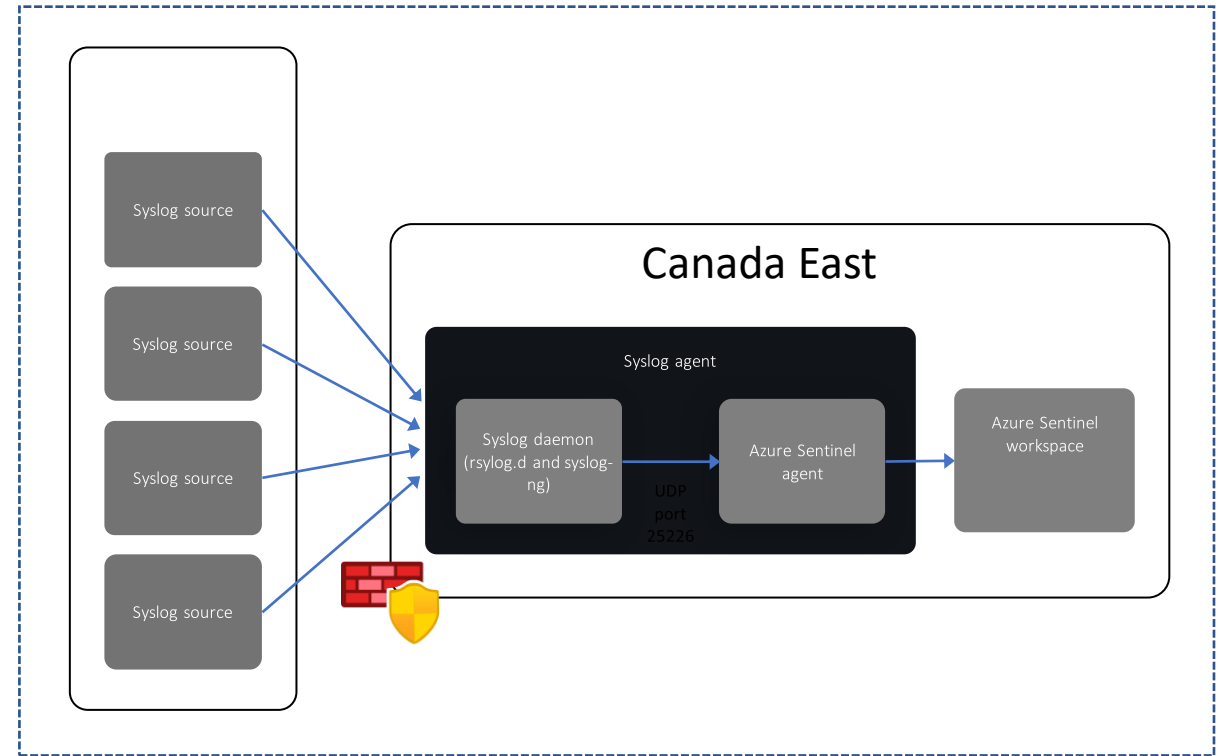 Syslog source
Syslog source
Syslog source
Syslog source
Canada East
Syslog agent
Syslog daemon
(rsylog.d and syslog-
ng)
UDP
port
25226
Azure Sentinel
agent
Azure Sentinel
workspace